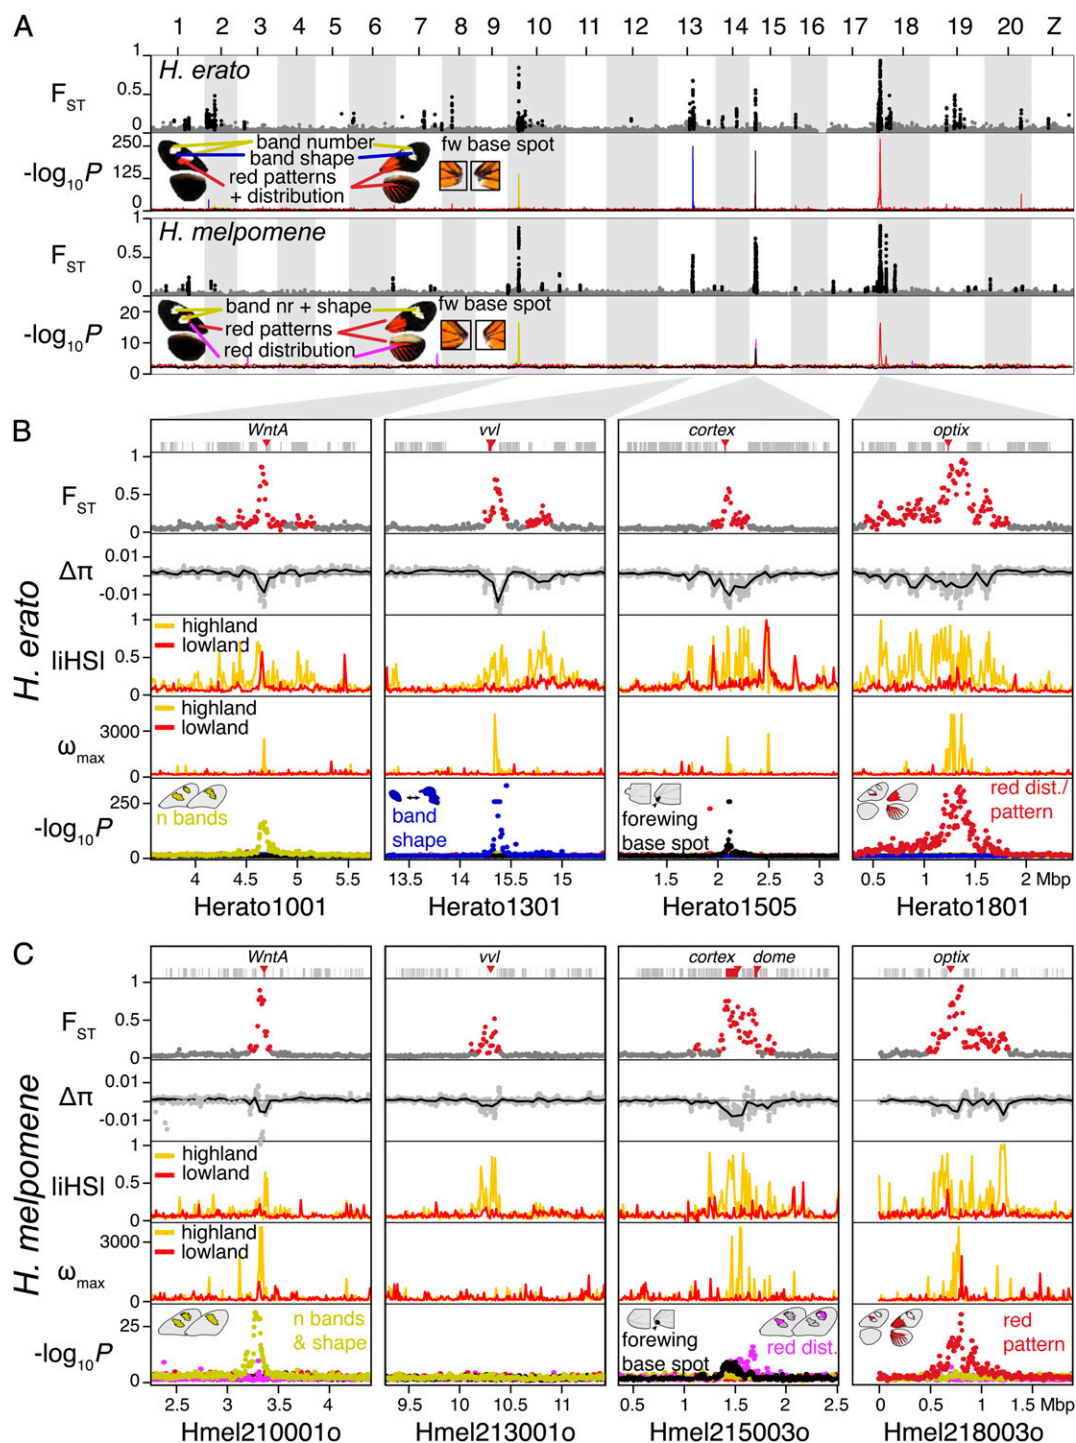 A
1 2 3 4 5 6 7 8 9 10 11 12 13 14 15 16 17 18 19 20 Z
H. erato
FST
1
0.5
0
-log10P
250
125
0
band number
band shape
red patterns
+ distribution
fw base spot
H. melpomene
FST
1
0.5
0
-log10P
20
10
0
band nr + shape
red patterns
red distribution
fw base spot
B
H. erato
WntA vvl cortex optix
FST
1
0.5
0
Δπ
0.01
-0.01
liHSI
1
0.5
0
highland
lowland
ωmax
3000
0
highland
lowland
-log10P
250
0
n bands
band
shape
forewing
base spot
red dist./
pattern
4 4.5 5 5.5 13.5 14 15.5 15 1.5 2 2.5 3 0.5 1 1.5 2 Mbp
Herato1001 Herato1301 Herato1505 Herato1801
C
H. melpomene
WntA vvl cortex dome optix
FST
1
0.5
0
Δπ
0.01
-0.01
liHSI
1
0.5
0
highland
lowland
ωmax
3000
0
highland
lowland
-log10P
25
0
n bands
& shape
forewing
base spot
red dist.
red
pattern
2.5 3 3.5 4 9.5 10 10.5 11 0.5 1 1.5 2 2.5 0 0.5 1 1.5 Mbp
Hmel210001o Hmel213001o Hmel215003o Hmel218003o